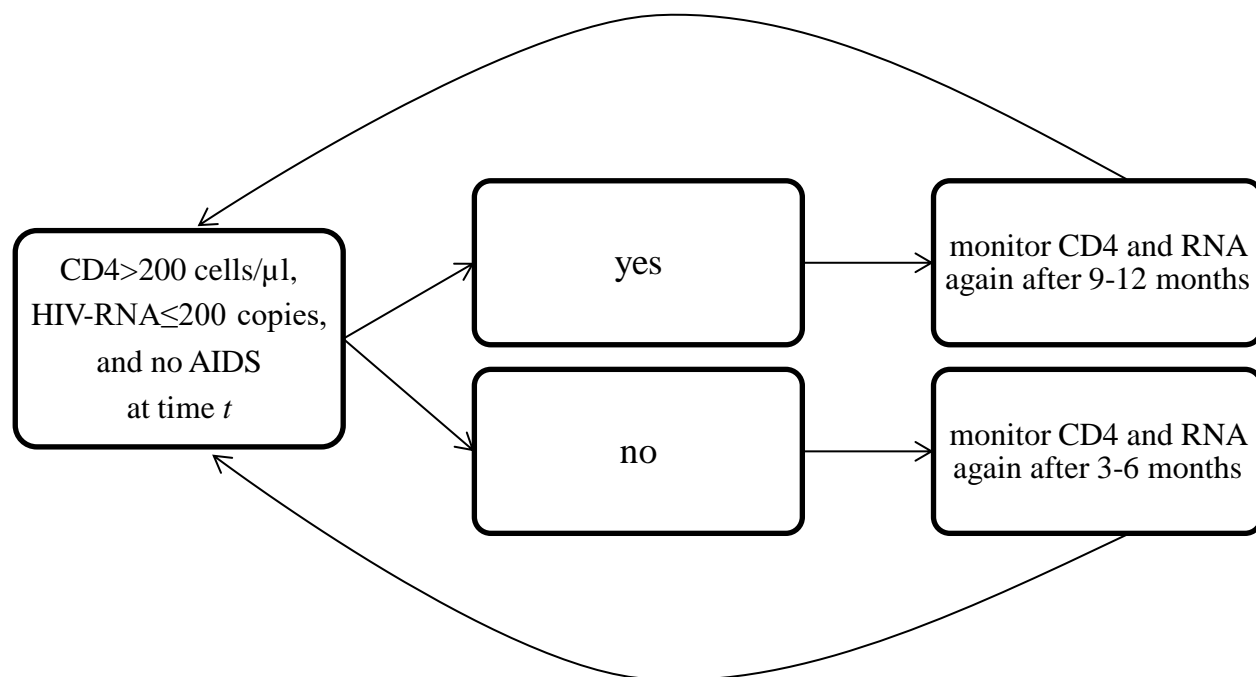 CD4>200 cells/µl,
HIV-RNA≤200 copies,
and no AIDS
at time t
yes
monitor CD4 and RNA
again after 9-12 months
no
monitor CD4 and RNA
again after 3-6 months